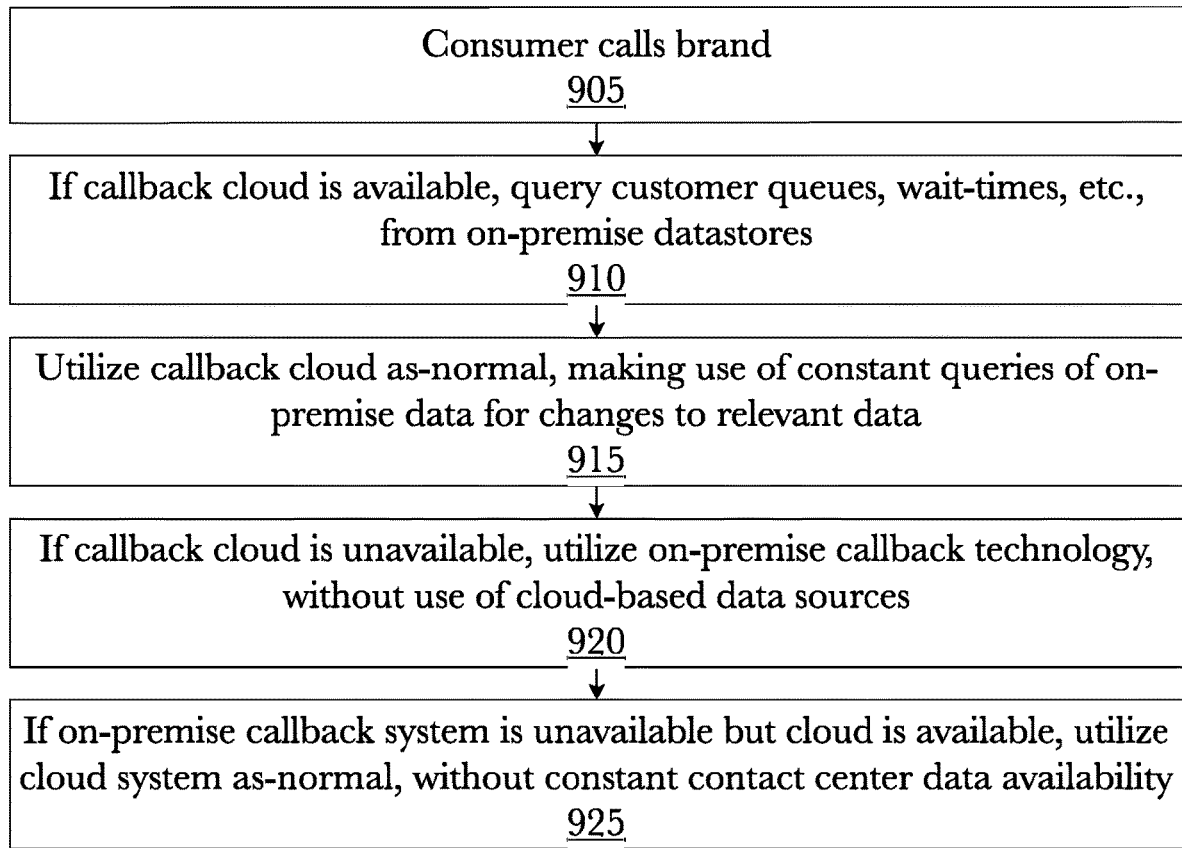 Consumer calls brand
905
If callback cloud is available, query customer queues, wait-times, etc.,
from on-premise datastores
910
Utilize callback cloud as-normal, making use of constant queries of on-
premise data for changes to relevant data
915
If callback cloud is unavailable, utilize on-premise callback technology,
without use of cloud-based data sources
920
If on-premise callback system is unavailable but cloud is available, utilize
cloud system as-normal, without constant contact center data availability
925